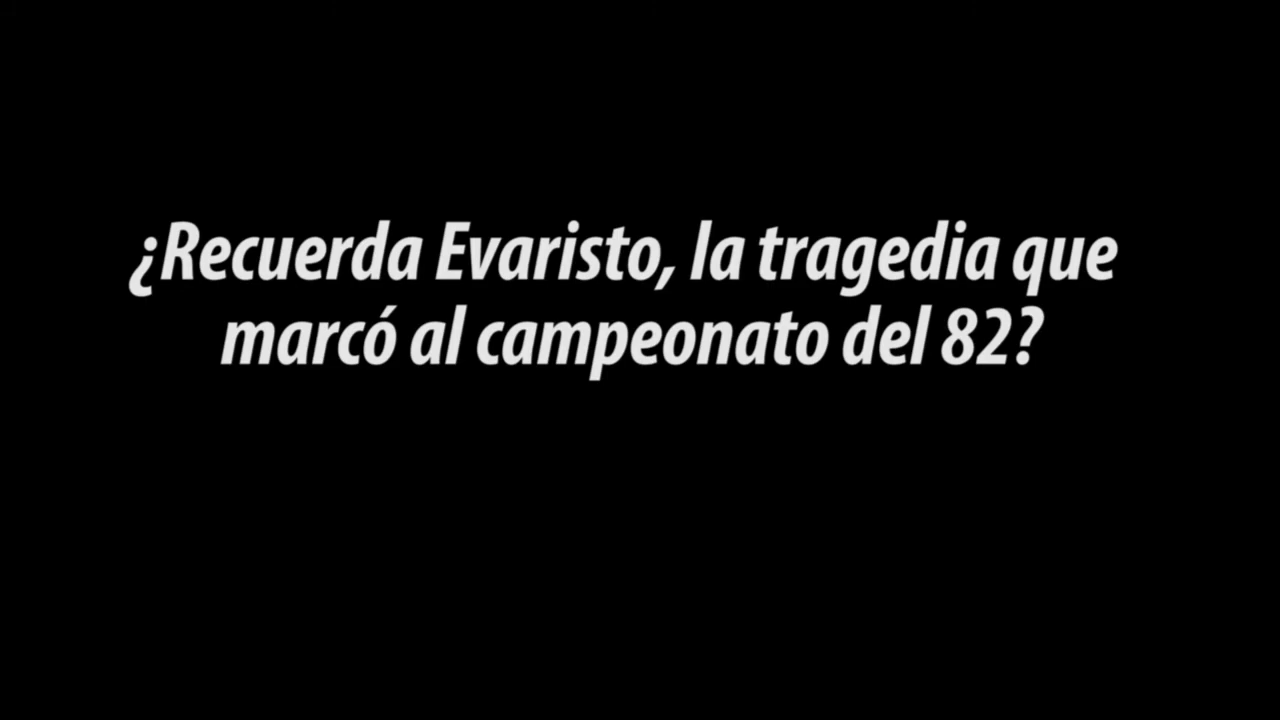 ¿Recuerda Evaristo, la tragedia que
marcó al campeonato del 82?